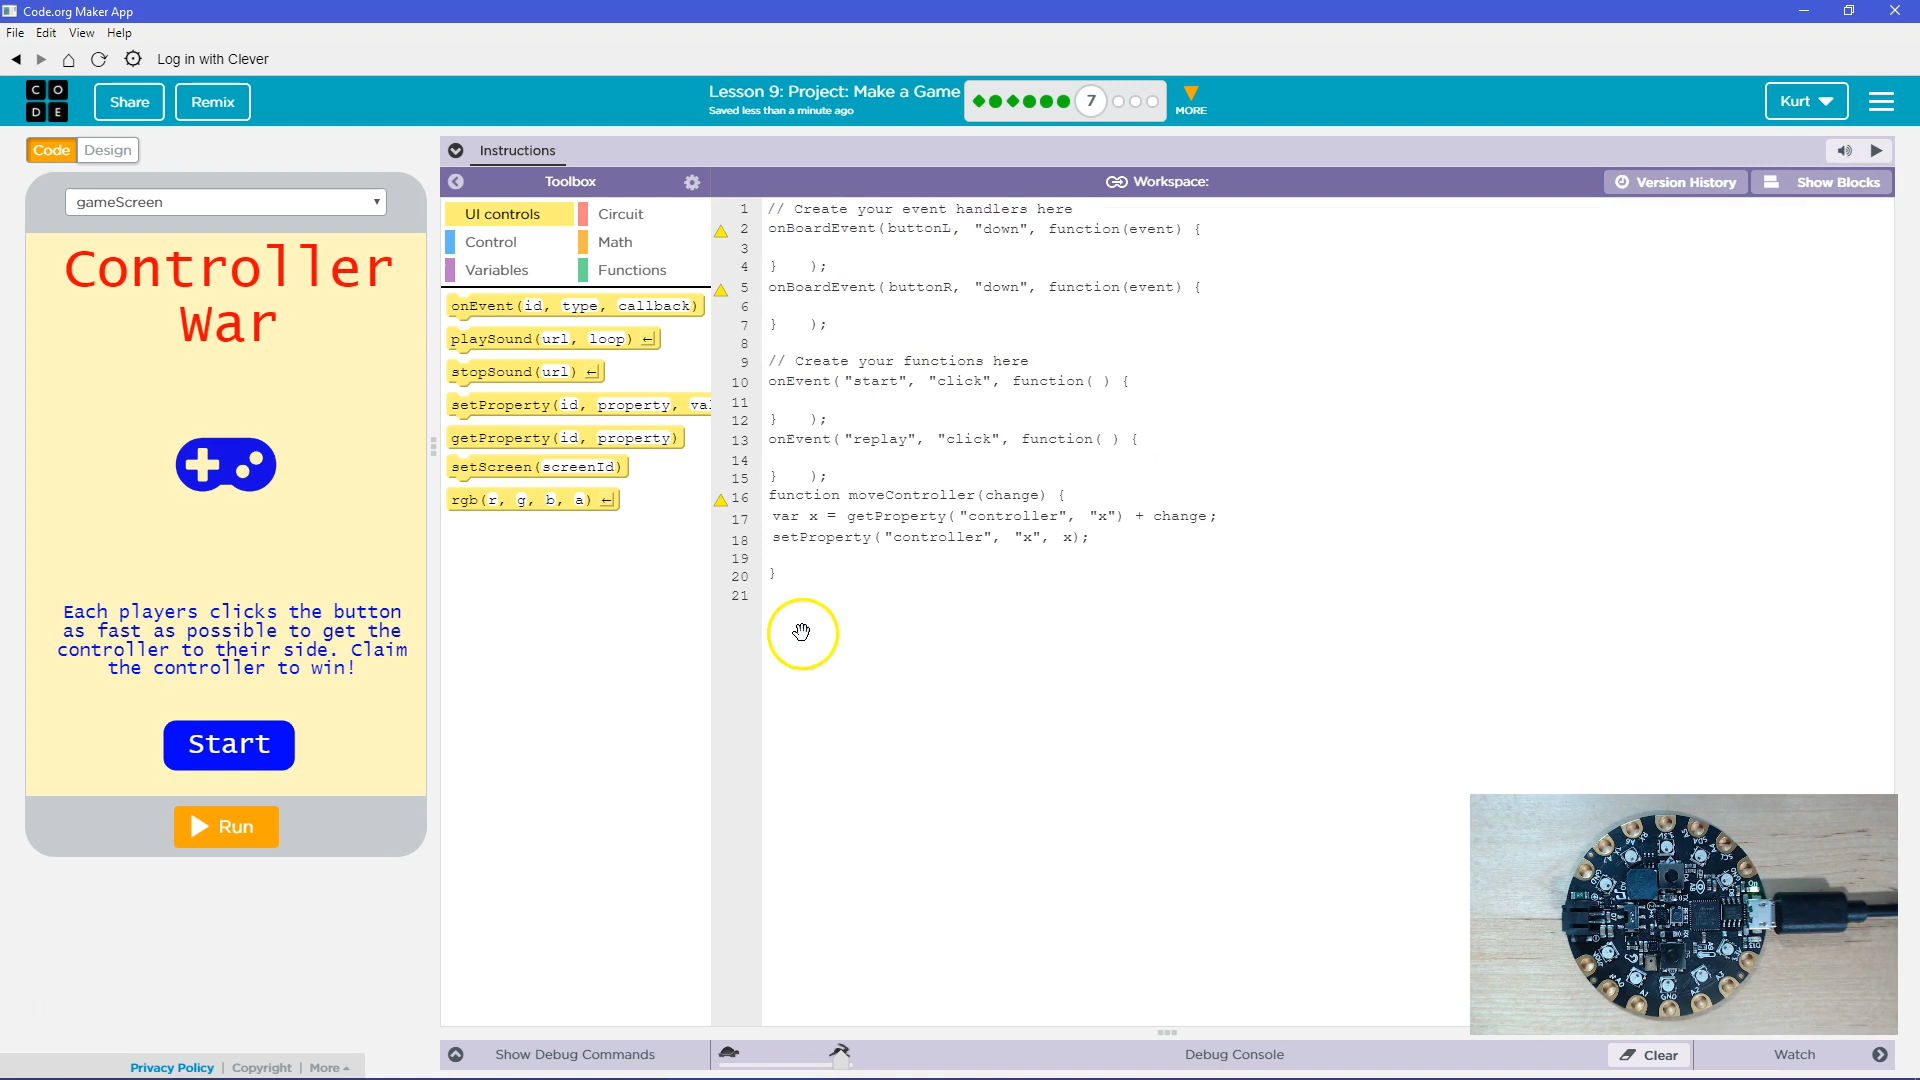 Code.org Maker App
File Edit View Help
Log in with Clever
CODE
Share
Remix
Lesson 9: Project: Make a Game
Saved less than a minute ago
7
MORE
Kurt
Code
Design
Instructions
gameScreen
Toolbox
Workspace:
Version History
Show Blocks
Controller
War
Each players clicks the button
as fast as possible to get the
controller to their side. Claim
the controller to win!
Start
Run
UI controls
Circuit
Control
Math
Variables
Functions
onEvent(id, type, callback)
playSound(url, loop)
stopSound(url)
setProperty(id, property, val
getProperty(id, property)
setScreen(screenId)
rgb(r, g, b, a)
1 // Create your event handlers here
2 onBoardEvent(buttonL, "down", function(event) {
3
4 } );
5 onBoardEvent(buttonR, "down", function(event) {
6
7 } );
8
9 // Create your functions here
10 onEvent("start", "click", function( ) {
11
12 } );
13 onEvent("replay", "click", function( ) {
14
15 } );
16 function moveController(change) {
17 var x = getProperty("controller", "x") + change;
18 setProperty("controller", "x", x);
19
20 }
21
3.3V
GND
Show Debug Commands
Debug Console
Clear
Watch
Privacy Policy | Copyright | More